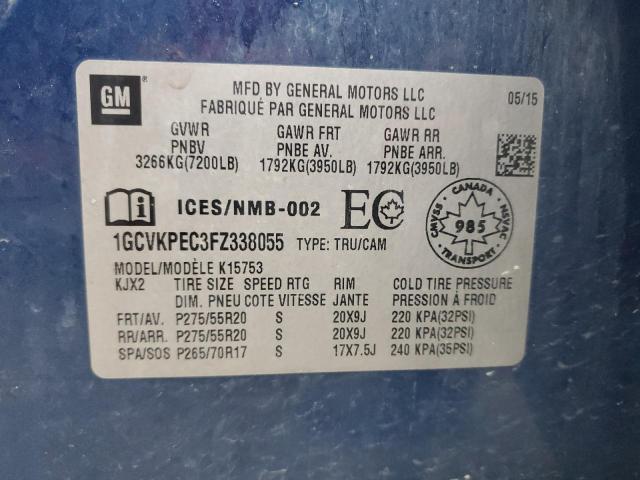 GM
MFD BY GENERAL MOTORS LLC
FABRIQUÉ PAR GENERAL MOTORS LLC
05/15
GVWR GAWR FRT GAWR RR
PNBV PNBE AV. PNBE ARR.
3266KG(7200LB) 1792KG(3950LB) 1792KG(3950LB)
ICES/NMB-002 EC
CANADA
CMVSS 985 NSVAC
TRANSPORT
1GCVKPEC3FZ338055 TYPE: TRU/CAM
MODEL/MODÈLE K15753
KJX2 TIRE SIZE SPEED RTG RIM COLD TIRE PRESSURE
DIM. PNEU COTE VITESSE JANTE PRESSION À FROID
FRT/AV. P275/55R20 S 20X9J 220 KPA(32PSI)
RR/ARR. P275/55R20 S 20X9J 220 KPA(32PSI)
SPA/SOS P265/70R17 S 17X7.5J 240 KPA(35PSI)